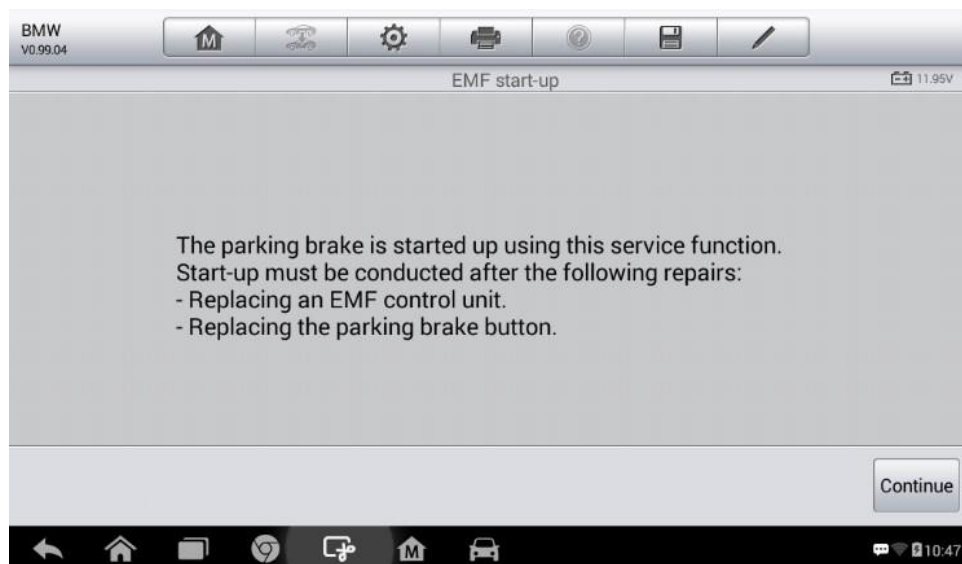 BMW
V0.99.04
M
EMF start-up
11.95V
The parking brake is started up using this service function.
Start-up must be conducted after the following repairs:
- Replacing an EMF control unit.
- Replacing the parking brake button.
Continue
M
10:47